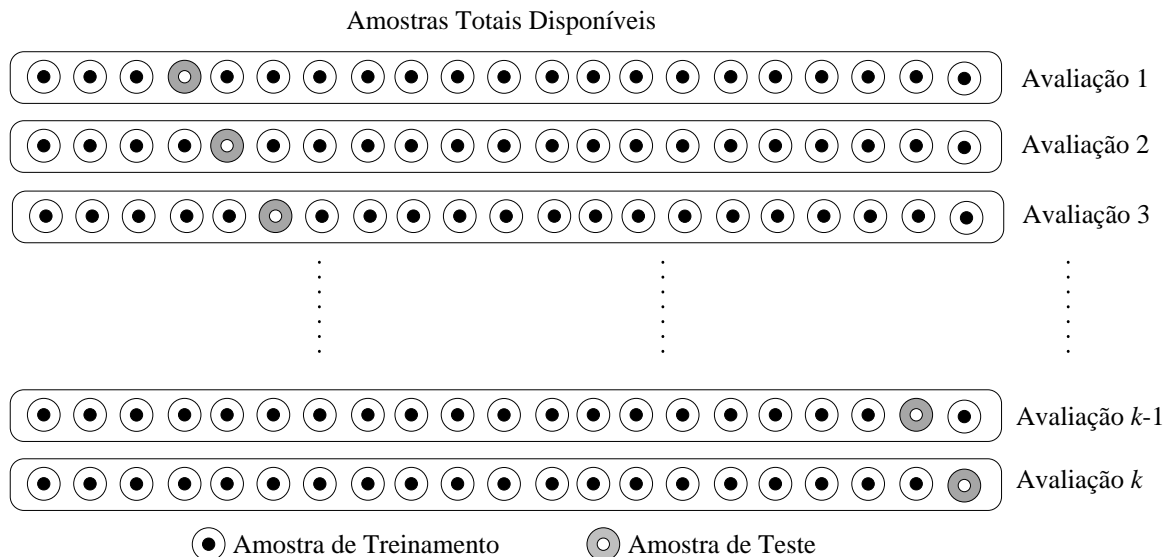 Amostras Totais Disponíveis
Avaliação 1
Avaliação 2
Avaliação 3
Avaliação k-1
Avaliação k
Amostra de Treinamento
Amostra de Teste